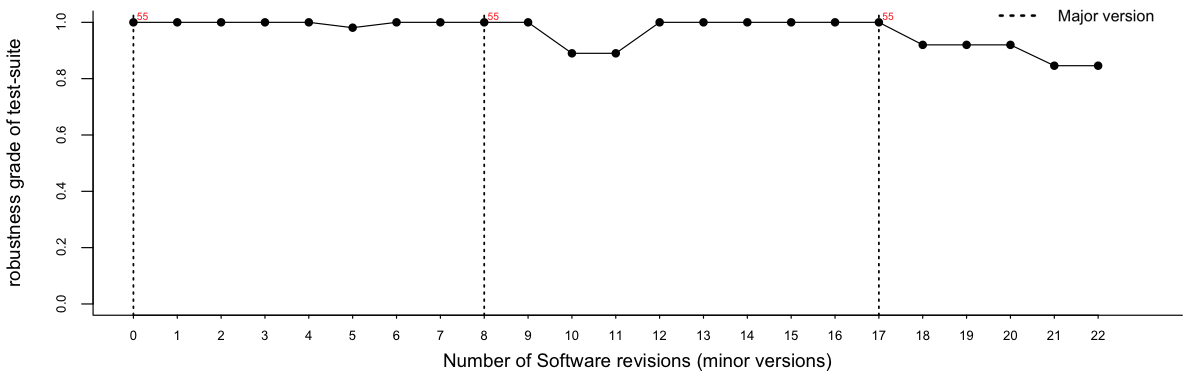 55
55
55
Major version
robustness grade of test-suite
1.0
0.8
0.6
0.4
0.2
0.0
0 1 2 3 4 5 6 7 8 9 10 11 12 13 14 15 16 17 18 19 20 21 22
Number of Software revisions (minor versions)